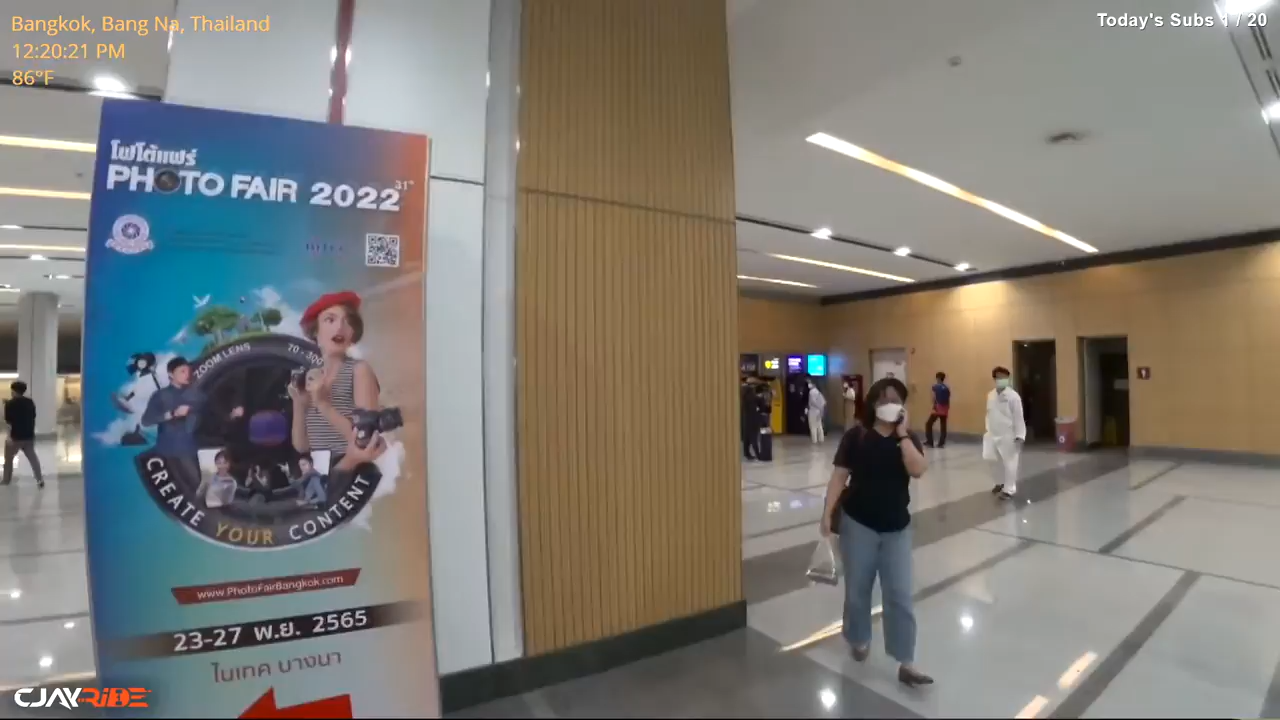 Bangkok, Bang Na, Thailand
12:20:21 PM
86°F
Today's Subs 1 / 20
โฟโต้แฟร์
PHOTO FAIR 2022
31st
ZOOM LENS 70-300
CREATE YOUR CONTENT
www.PhotoFairBangkok.com
23-27 พ.ย. 2565
ไบเทค บางนา
CJAYRIDE